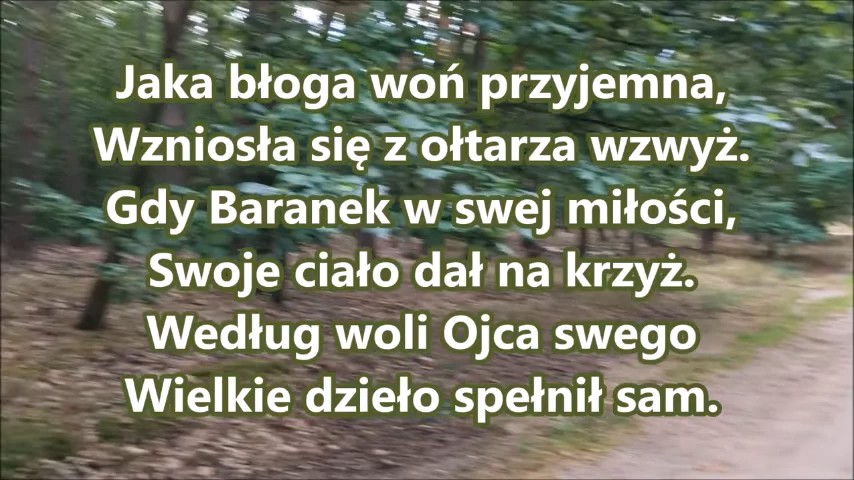 Jaka błoga woń przyjemna,
Wzniosła się z ołtarza wzwyż.
Gdy Baranek w swej miłości,
Swoje ciało dał na krzyż.
Według woli Ojca swego
Wielkie dzieło spełnił sam.